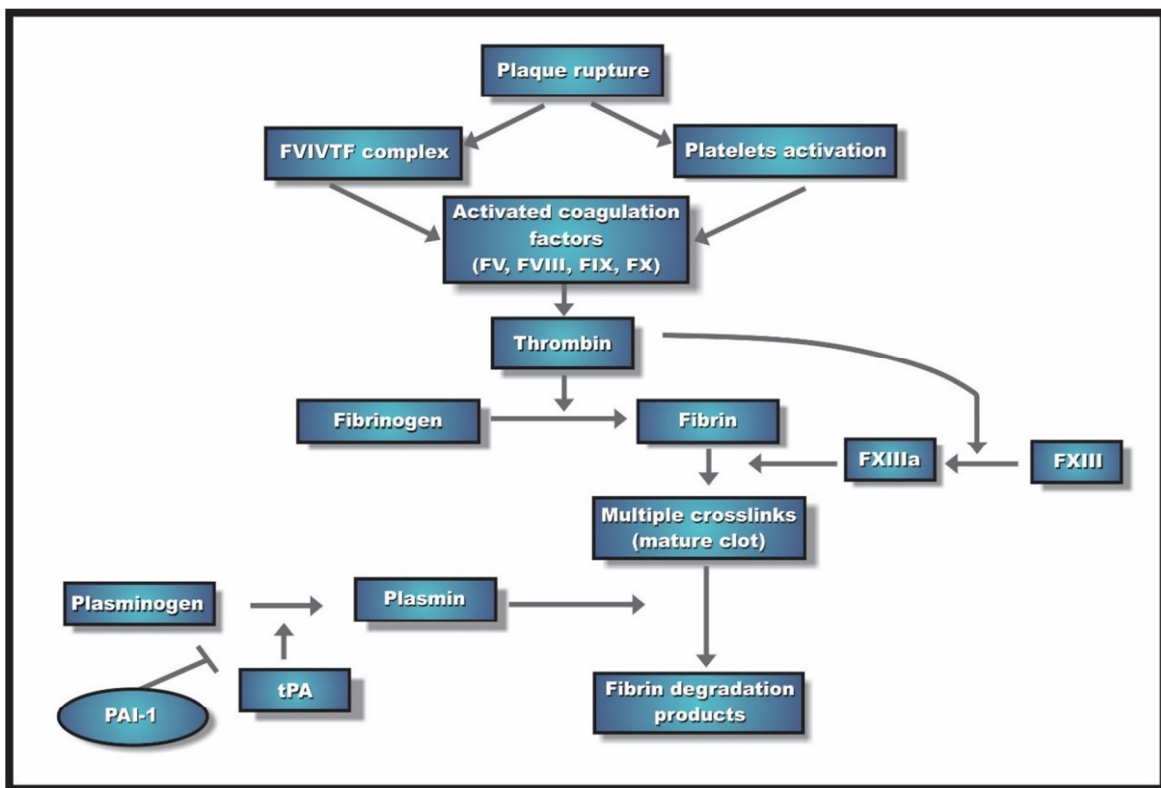 Plaque rupture
FVIVTF complex
Platelets activation
Activated coagulation
factors
(FV, FVIII, FIX, FX)
Thrombin
Fibrinogen
Fibrin
FXIIIa
FXIII
Multiple crosslinks
(mature clot)
Plasminogen
Plasmin
tPA
PAI-1
Fibrin degradation
products